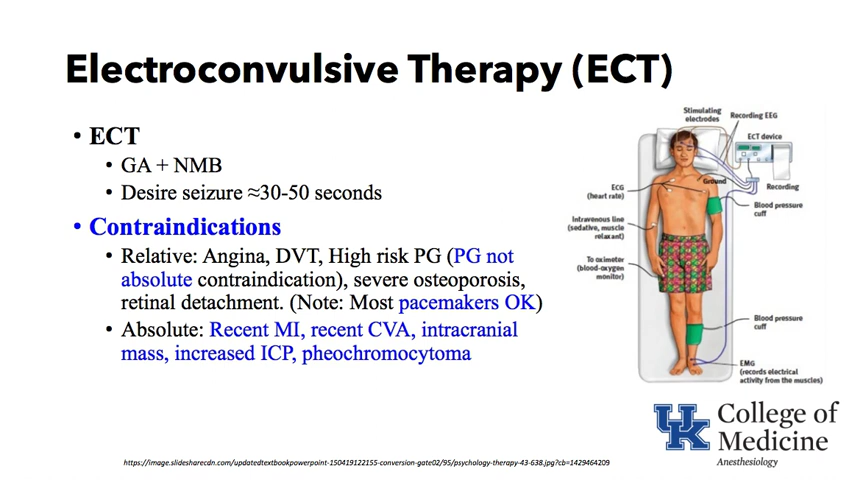 Electroconvulsive Therapy (ECT)
• ECT
• GA + NMB
• Desire seizure ≈30-50 seconds
• Contraindications
• Relative: Angina, DVT, High risk PG (PG not
absolute contraindication), severe osteoporosis,
retinal detachment. (Note: Most pacemakers OK)
• Absolute: Recent MI, recent CVA, intracranial
mass, increased ICP, pheochromocytoma
Stimulating
electrodes
Recording EEG
ECT device
Ground
Recording
ECG
(heart rate)
Blood pressure
cuff
Intravenous line
(sedative, muscle
relaxant)
To oximeter
(blood-oxygen
monitor)
Blood pressure
cuff
EMG
(records electrical
activity from the muscles)
UK
College of
Medicine
Anesthesiology
https://image.slidesharecdn.com/updatedtextbookpowerpoint-150419122155-conversion-gate02/95/psychology-therapy-43-638.jpg?cb=1429464209